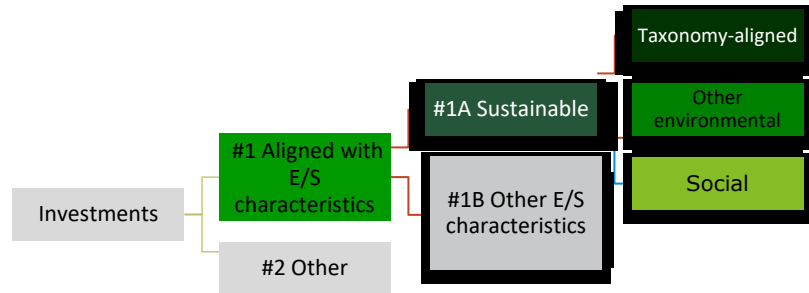 Taxonomy-aligned
#1A Sustainable
Other
environmental
#1 Aligned with
E/S
characteristics
Social
#1B Other E/S
characteristics
Investments
#2 Other